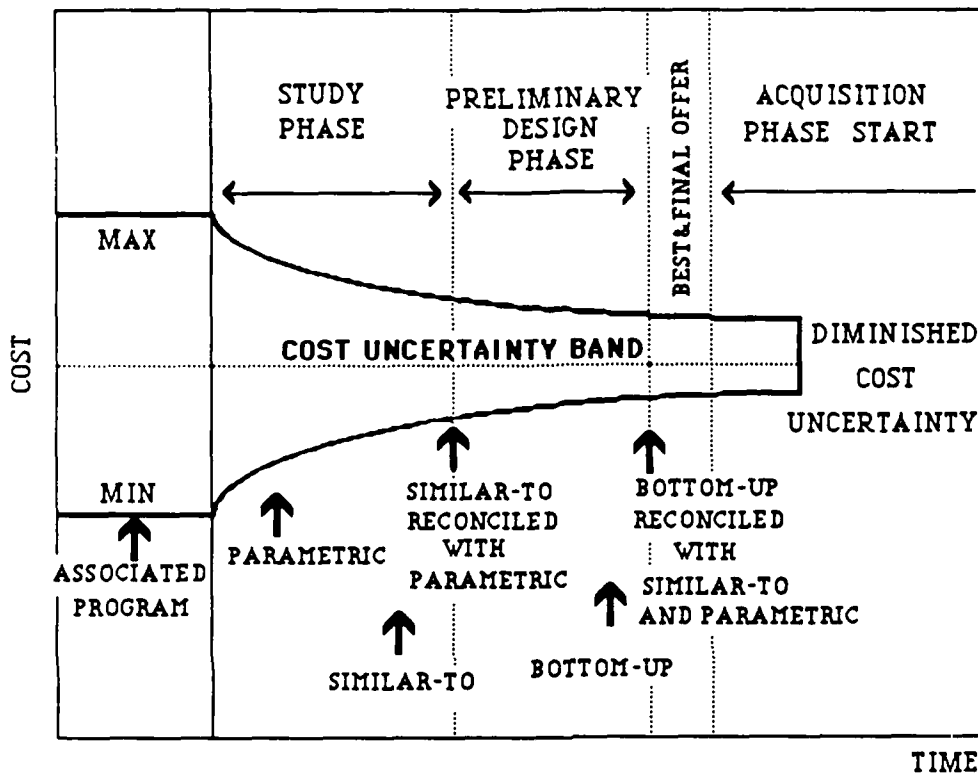 STUDY
PHASE
PRELIMINARY
DESIGN
PHASE
BEST&FINAL OFFER
ACQUISITION
PHASE START
MAX
COST
COST UNCERTAINTY BAND
DIMINISHED
COST
UNCERTAINTY
MIN
ASSOCIATED
PROGRAM
PARAMETRIC
SIMILAR-TO
RECONCILED
WITH
PARAMETRIC
SIMILAR-TO
BOTTOM-UP
RECONCILED
WITH
SIMILAR-TO
AND PARAMETRIC
BOTTOM-UP
TIME